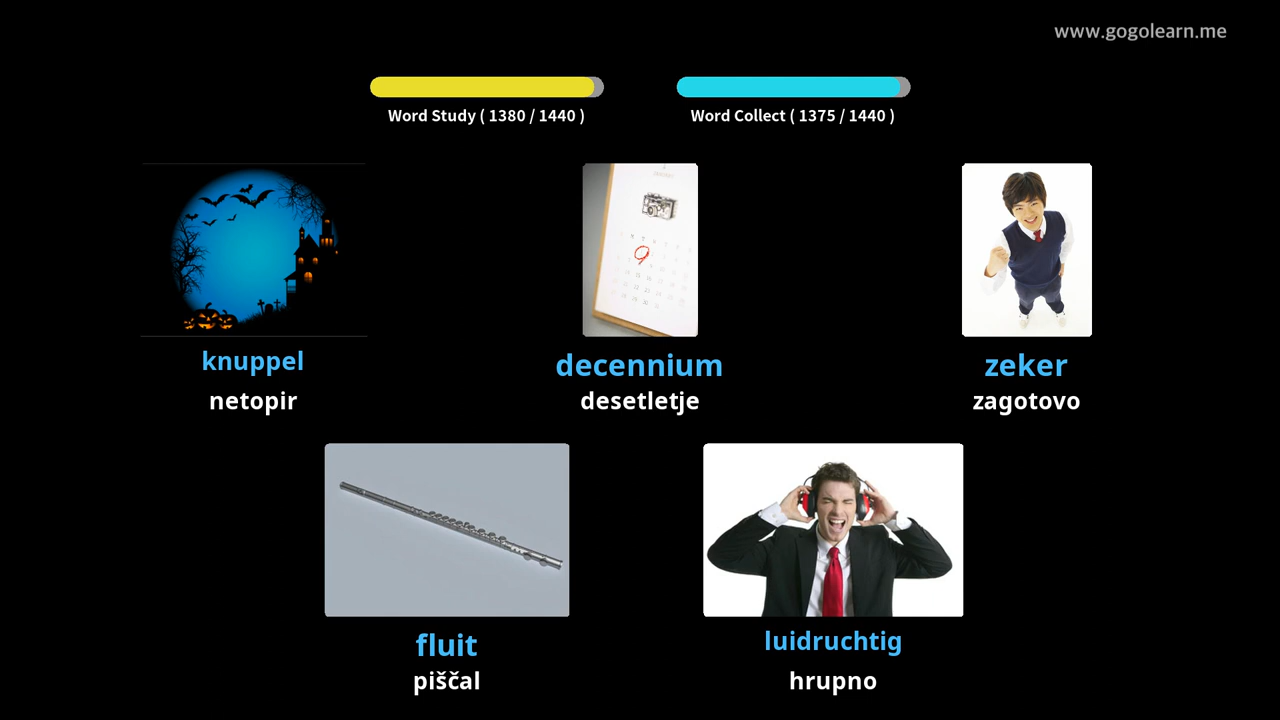 www.gogolearn.me
Word Study ( 1380 / 1440 )
Word Collect ( 1375 / 1440 )
knuppel
netopir
decennium
desetletje
zeker
zagotovo
fluit
piščal
luidruchtig
hrupno